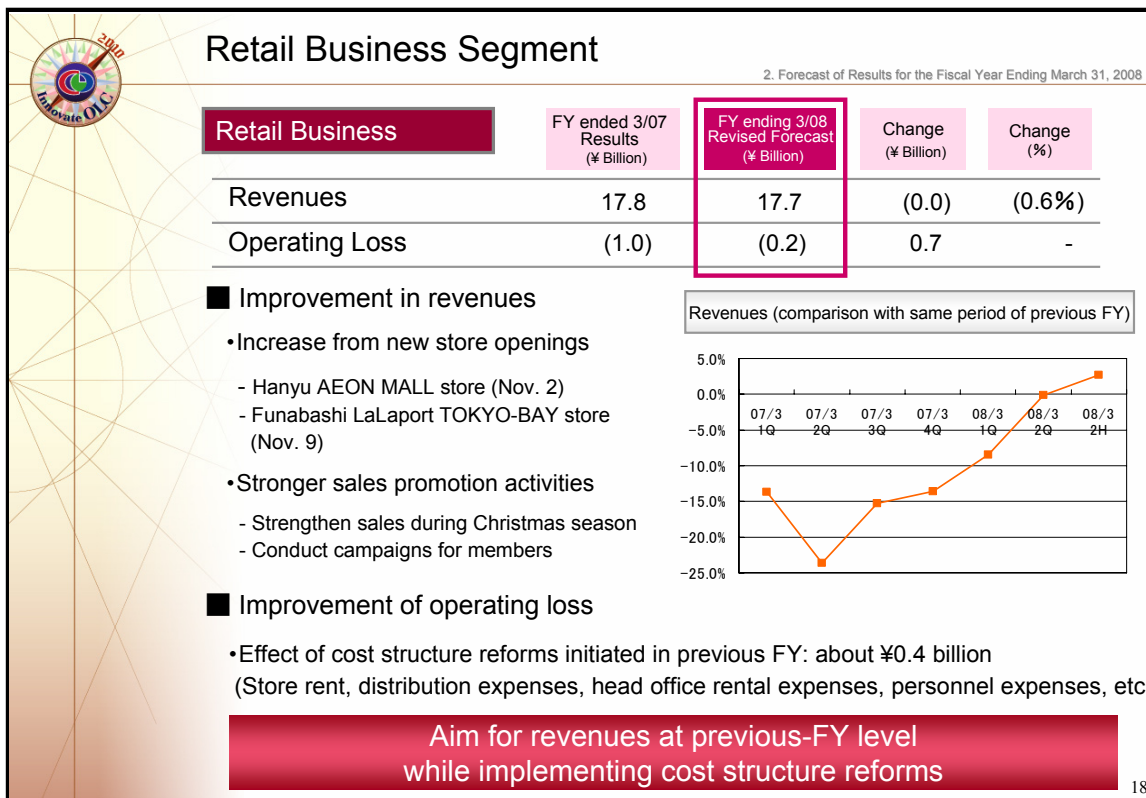 2010
Innovate OLC
Retail Business Segment
2. Forecast of Results for the Fiscal Year Ending March 31, 2008
Retail Business
FY ended 3/07
Results
(¥ Billion)
FY ending 3/08
Revised Forecast
(¥ Billion)
Change
(¥ Billion)
Change
(%)
Revenues 17.8 17.7 (0.0) (0.6%)
Operating Loss (1.0) (0.2) 0.7 -
■ Improvement in revenues
•Increase from new store openings
- Hanyu AEON MALL store (Nov. 2)
- Funabashi LaLaport TOKYO-BAY store
(Nov. 9)
•Stronger sales promotion activities
- Strengthen sales during Christmas season
- Conduct campaigns for members
Revenues (comparison with same period of previous FY)
5.0%
0.0%
-5.0%
-10.0%
-15.0%
-20.0%
-25.0%
07/3 07/3 07/3 07/3 08/3 08/3 08/3
1Q 2Q 3Q 4Q 1Q 2Q 2H
■ Improvement of operating loss
•Effect of cost structure reforms initiated in previous FY: about ¥0.4 billion
(Store rent, distribution expenses, head office rental expenses, personnel expenses, etc
Aim for revenues at previous-FY level
while implementing cost structure reforms
18